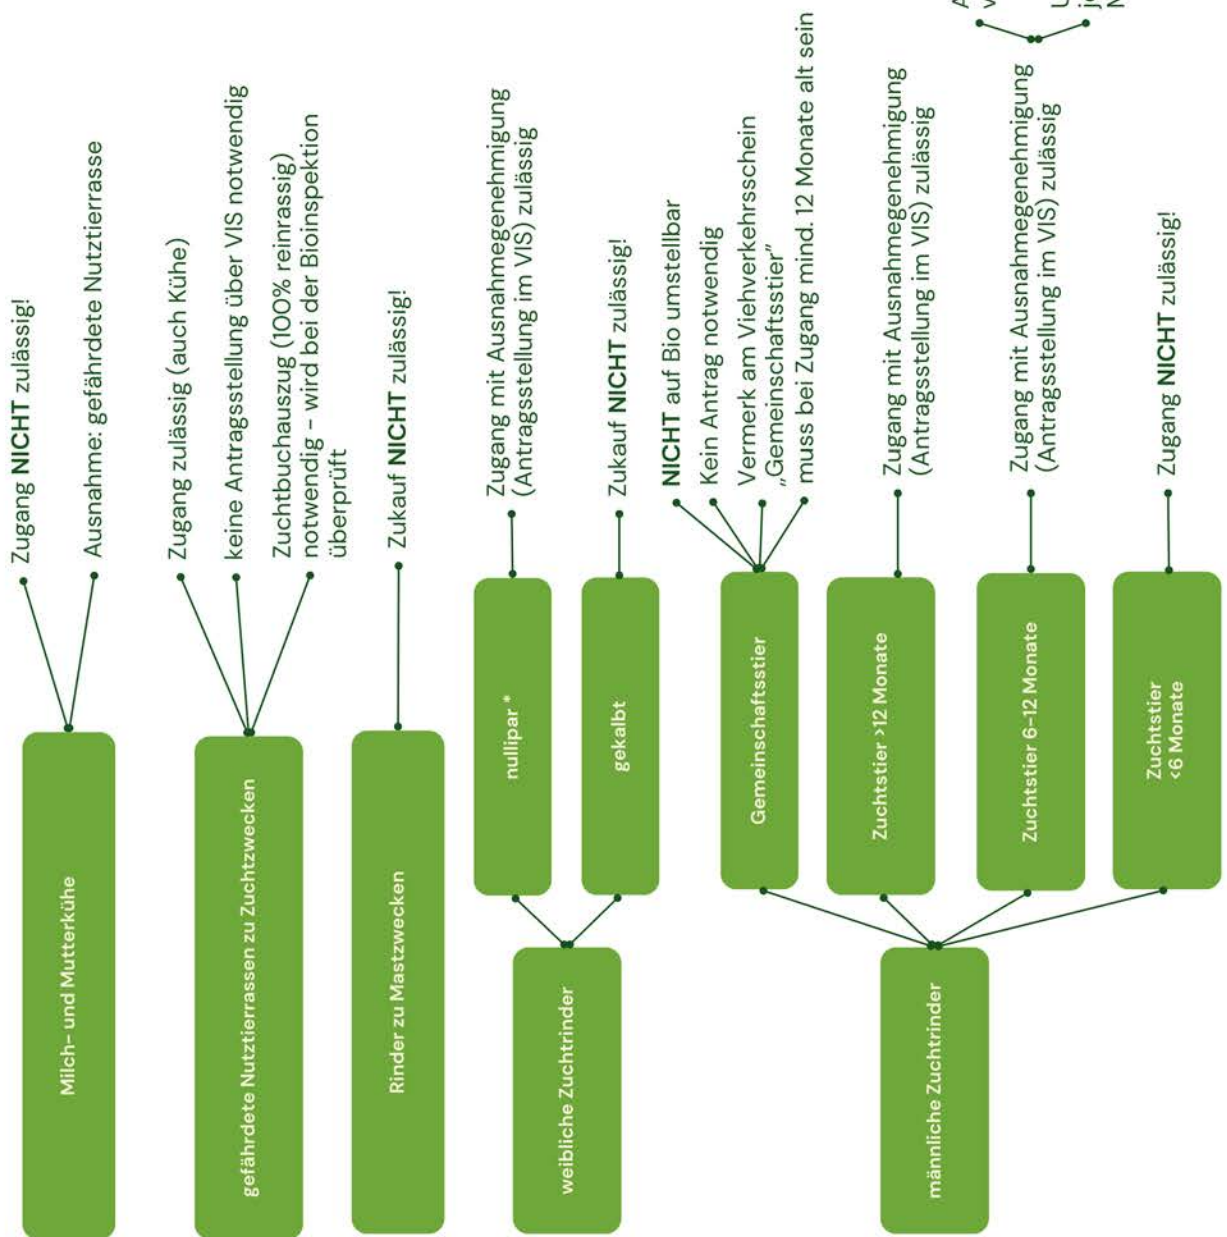 Milch- und Mutterkühe
Zugang NICHT zulässig!
Ausnahme: gefährdete Nutztierrasse
gefährdete Nutztierrassen zu Zuchtzwecken
Zugang zulässig (auch Kühe)
keine Antragsstellung über VIS notwendig
Zuchtbuchauszug (100% reinrassig)
notwendig – wird bei der Bioinspektion
überprüft
Rinder zu Mastzwecken
Zukauf NICHT zulässig!
weibliche Zuchtrinder
nullipar *
Zugang mit Ausnahmegenehmigung
(Antragsstellung im VIS) zulässig
gekalbt
Zukauf NICHT zulässig!
männliche Zuchtrinder
Gemeinschaftsstier
NICHT auf Bio umstellbar
Kein Antrag notwendig
Vermerk am Viehverkehrsschein
„Gemeinschaftsstier”
muss bei Zugang mind. 12 Monate alt sein
Zuchtstier >12 Monate
Zugang mit Ausnahmegenehmigung
(Antragsstellung im VIS) zulässig
Zuchtstier 6–12 Monate
Zugang mit Ausnahmegenehmigung
(Antragsstellung im VIS) zulässig
Zuchtstier
<6 Monate
Zugang NICHT zulässig!